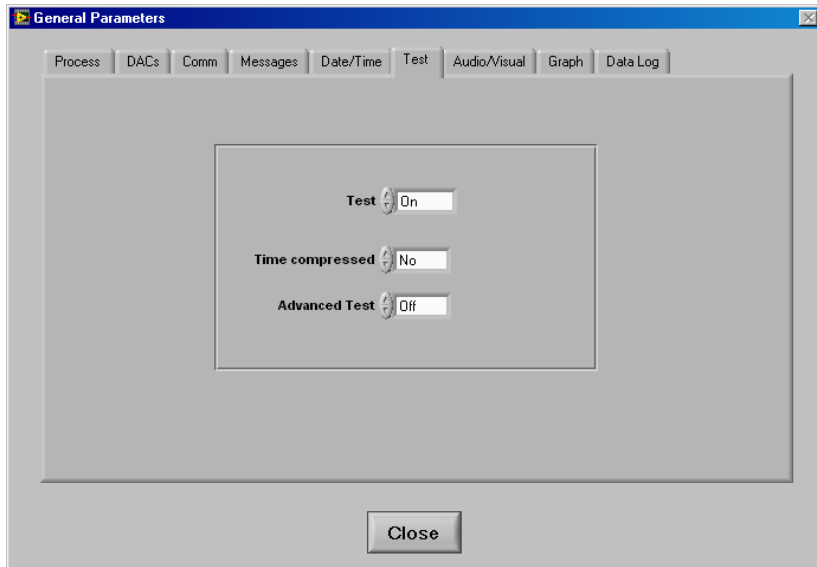 General Parameters
Process DACs Comm Messages Date/Time Test Audio/Visual Graph Data Log
Test On
Time compressed No
Advanced Test Off
Close